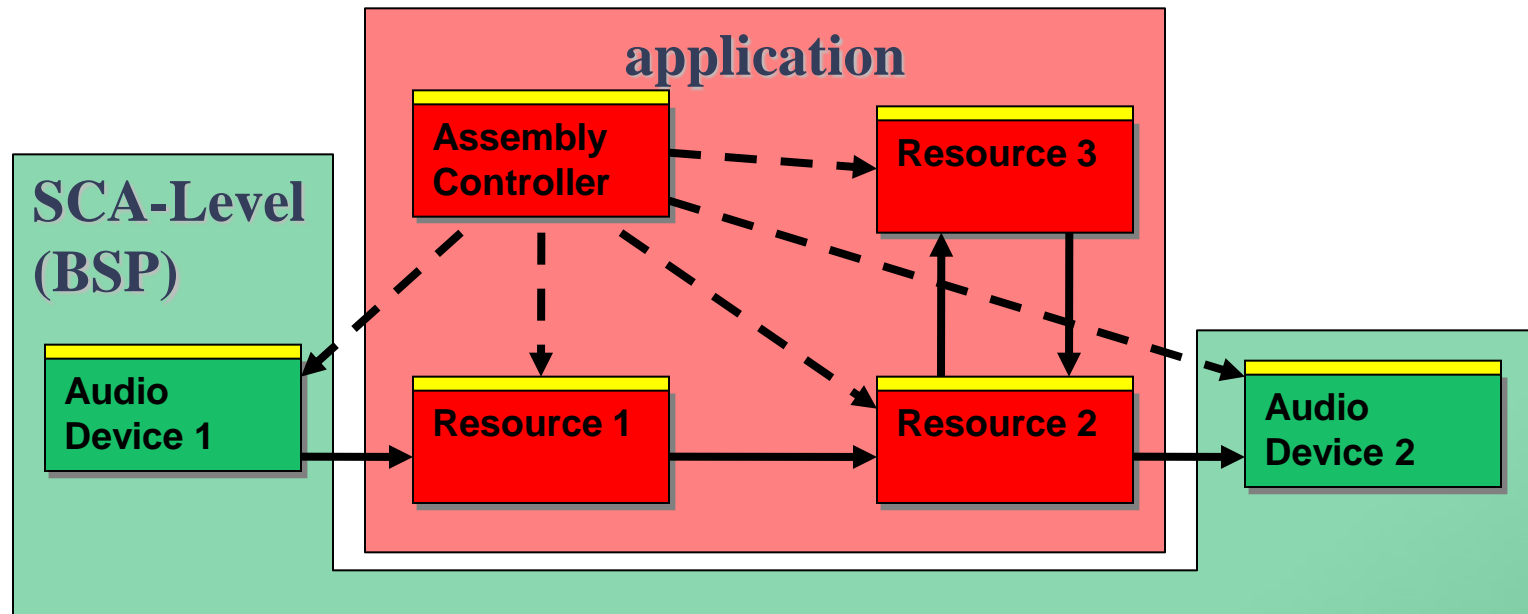 application
Assembly
Controller
Resource 3
SCA-Level
(BSP)
Audio
Device 1
Resource 1
Resource 2
Audio
Device 2